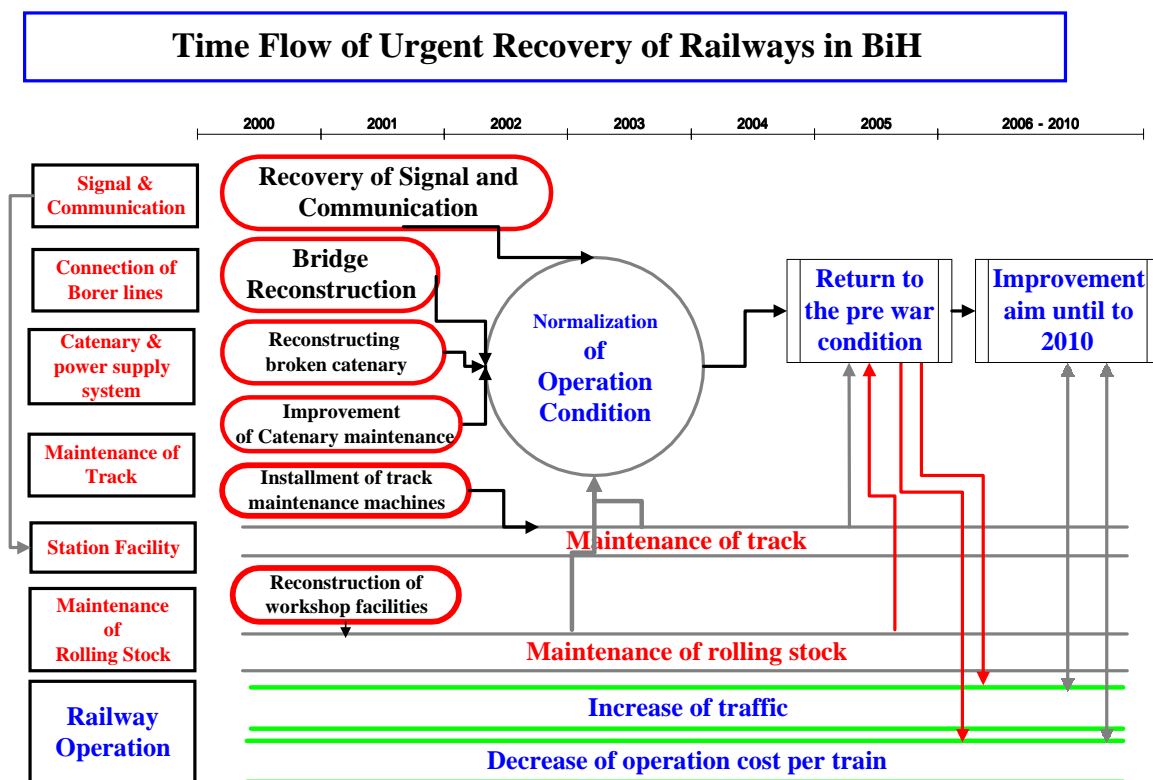 Time Flow of Urgent Recovery of Railways in BiH
2000
2001
2002
2003
2004
2005
2006 - 2010
Signal &
Communication
Connection of
Borer lines
Catenary &
power supply
system
Maintenance of
Track
Station Facility
Maintenance
of
Rolling Stock
Railway
Operation
Recovery of Signal and
Communication
Bridge
Reconstruction
Reconstructing
broken catenary
Improvement
of Catenary maintenance
Installment of track
maintenance machines
Reconstruction of
workshop facilities
Normalization
of
Operation
Condition
Return to
the pre war
condition
Improvement
aim until to
2010
Maintenance of track
Maintenance of rolling stock
Increase of traffic
Decrease of operation cost per train